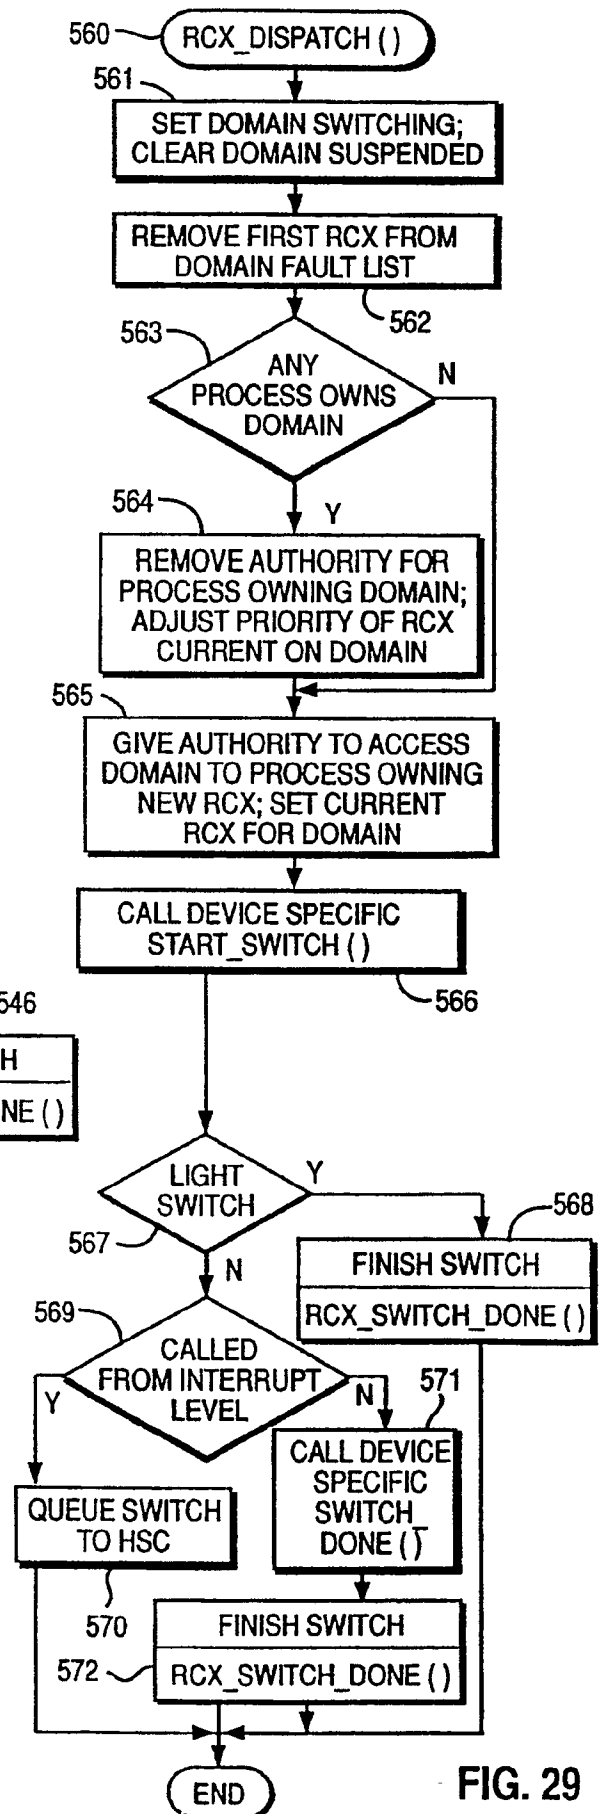 560
RCX_DISPATCH ( )
561
SET DOMAIN SWITCHING;
CLEAR DOMAIN SUSPENDED
REMOVE FIRST RCX FROM
DOMAIN FAULT LIST
562
563
ANY
PROCESS OWNS
DOMAIN
N
Y
564
REMOVE AUTHORITY FOR
PROCESS OWNING DOMAIN;
ADJUST PRIORITY OF RCX
CURRENT ON DOMAIN
565
GIVE AUTHORITY TO ACCESS
DOMAIN TO PROCESS OWNING
NEW RCX; SET CURRENT
RCX FOR DOMAIN
CALL DEVICE SPECIFIC
START_SWITCH ( )
566
546
H
NE ( )
LIGHT
SWITCH
Y
567
N
568
FINISH SWITCH
RCX_SWITCH_DONE ( )
569
CALLED
FROM INTERRUPT
LEVEL
Y
N
571
CALL DEVICE
SPECIFIC
SWITCH_
DONE ( )
QUEUE SWITCH
TO HSC
570
FINISH SWITCH
572
RCX_SWITCH_DONE ( )
END
FIG. 29